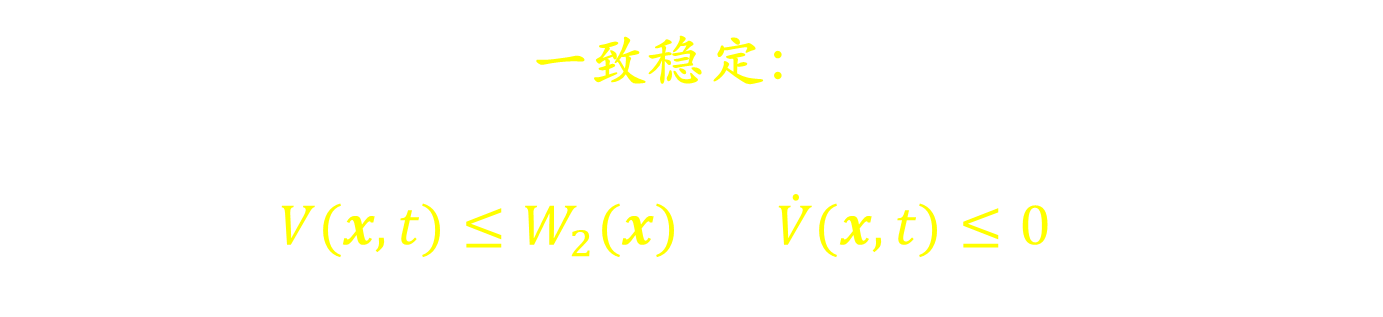 一致稳定:
V(x,t) ≤ W₂(x) V̇(x,t) ≤ 0